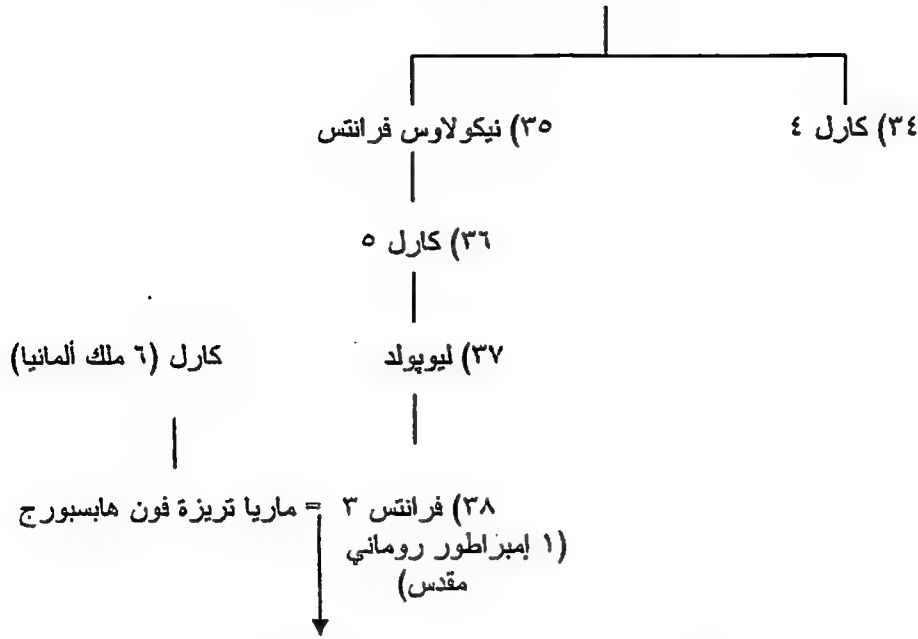 ٣٤) كارل ٤
٣٥) نيكولاوس فرانتس
٣٦) كارل ٥
٣٧) ليوپولد
كارل (٦ ملك ألمانيا)
٣٨) فرانتس ٣ = ماريا تريزة فون هابسبورج
(١ إمبراطور روماني
مقدس)